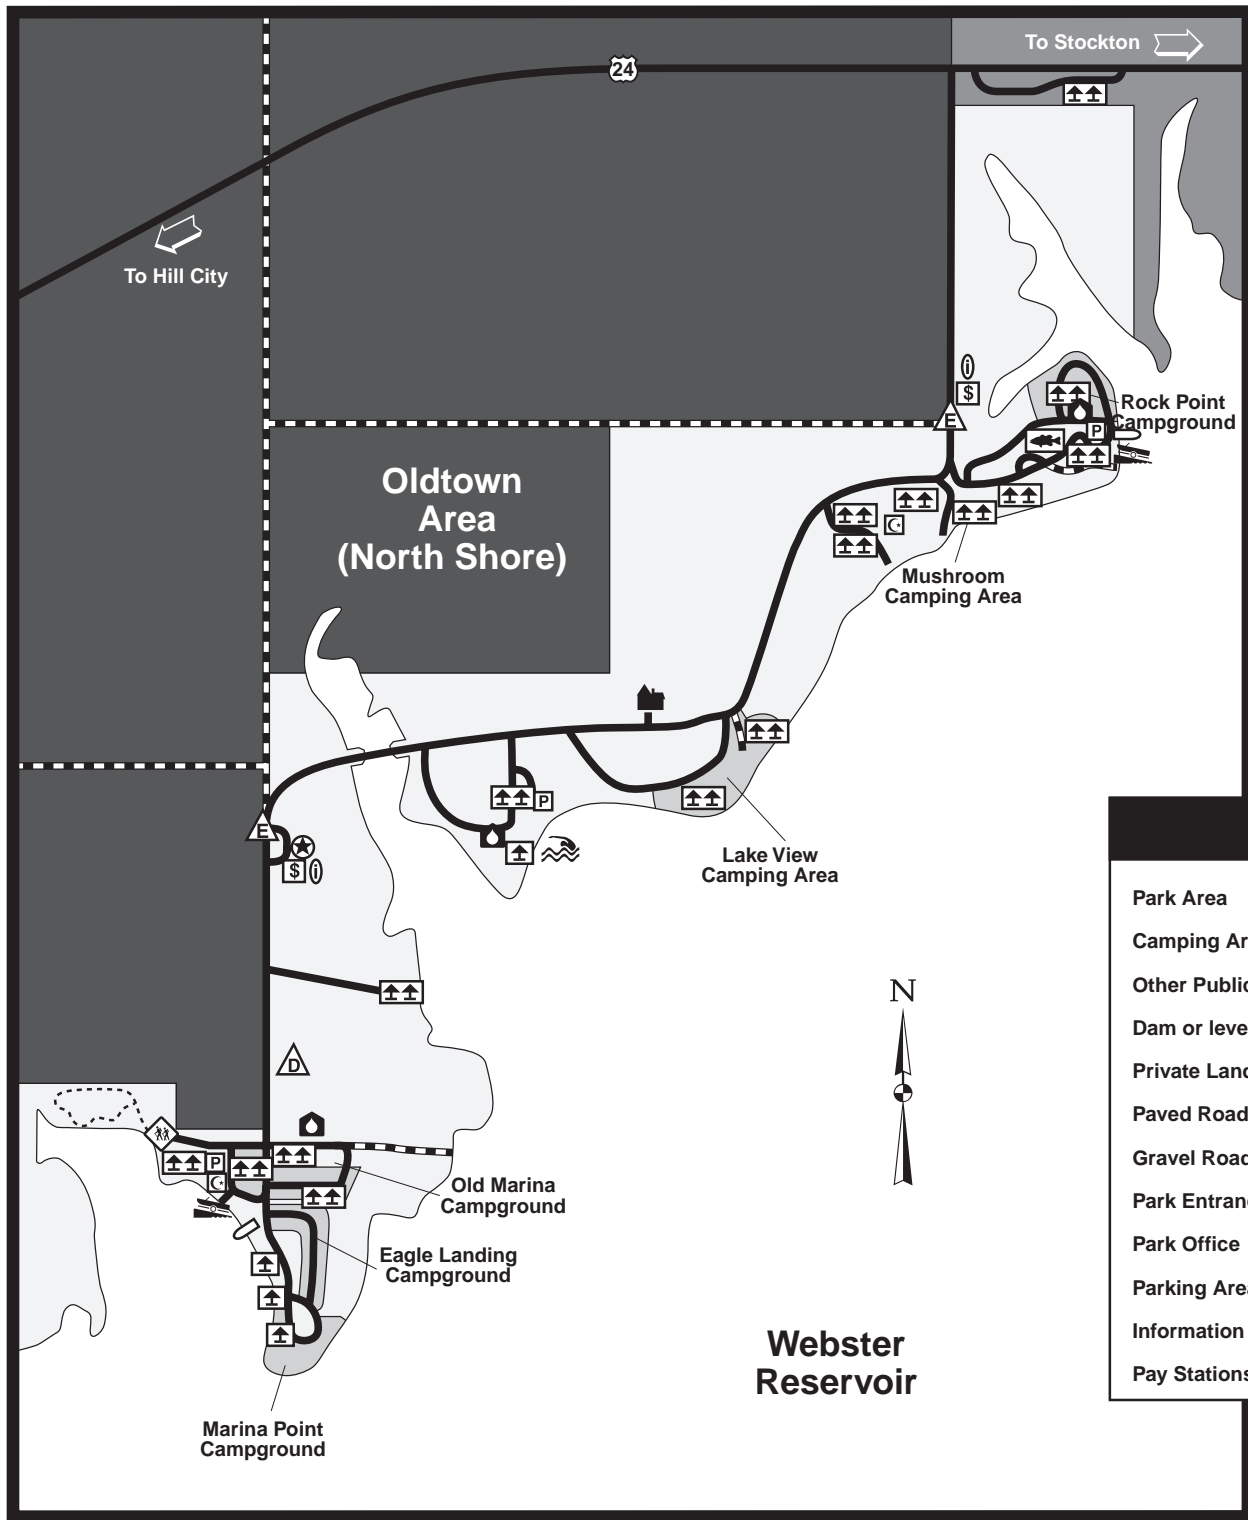 To Stockton
24
To Hill City
i
$
E
Rock Point
Campground
P
Oldtown
Area
(North Shore)
Mushroom
Camping Area
P
E
$
i
Lake View
Camping Area
Park Area
Camping Ar
Other Public
Dam or leve
Private Land
Paved Road
Gravel Road
Park Entranc
Park Office
Parking Area
Information
Pay Stations
N
D
P
Old Marina
Campground
Eagle Landing
Campground
Webster
Reservoir
Marina Point
Campground